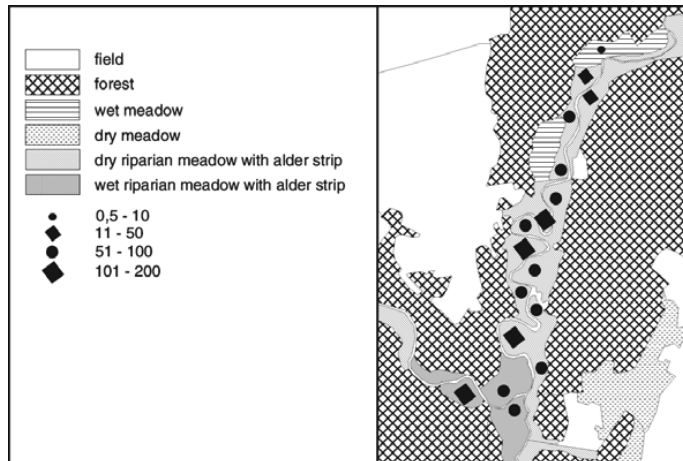 field
forest
wet meadow
dry meadow
dry riparian meadow with alder strip
wet riparian meadow with alder strip
0,5 - 10
11 - 50
51 - 100
101 - 200